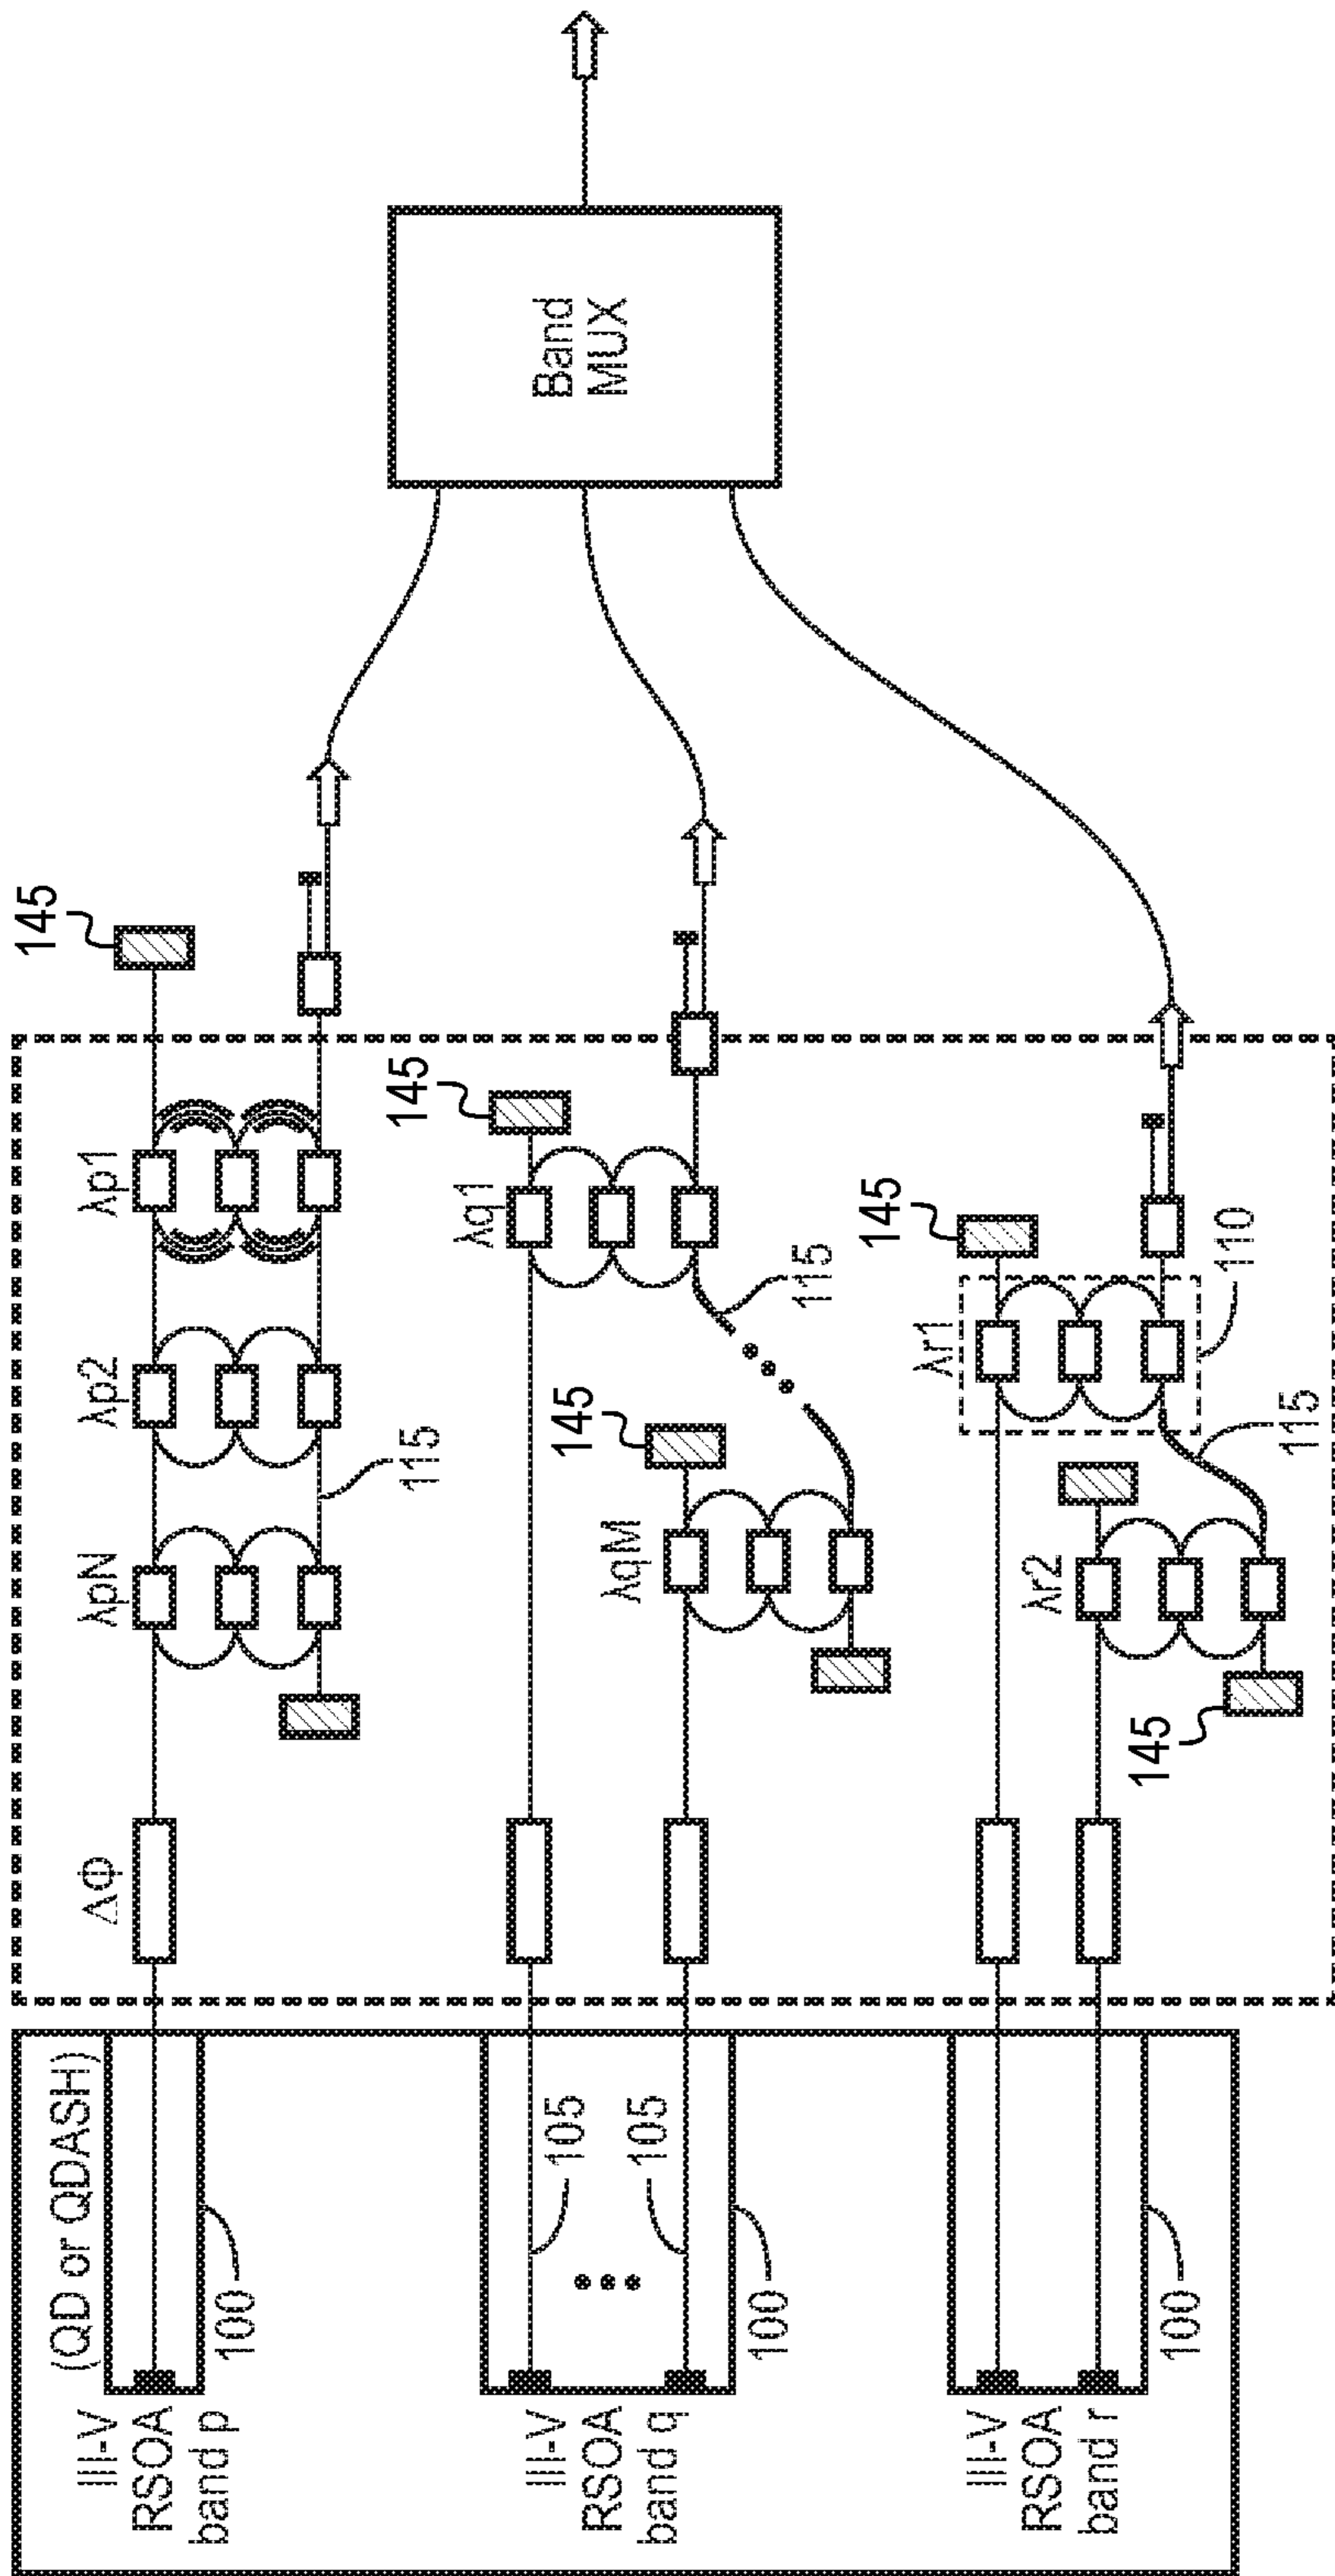 (QD or QDASH)
III-V
RSOA
band p
100
ΔΦ
λpN
λp2
λp1
115
145
III-V
RSOA
band q
105
105
100
λqM
λq1
145
145
115
III-V
RSOA
band r
100
λr2
λr1
145
145
110
115
Band
MUX